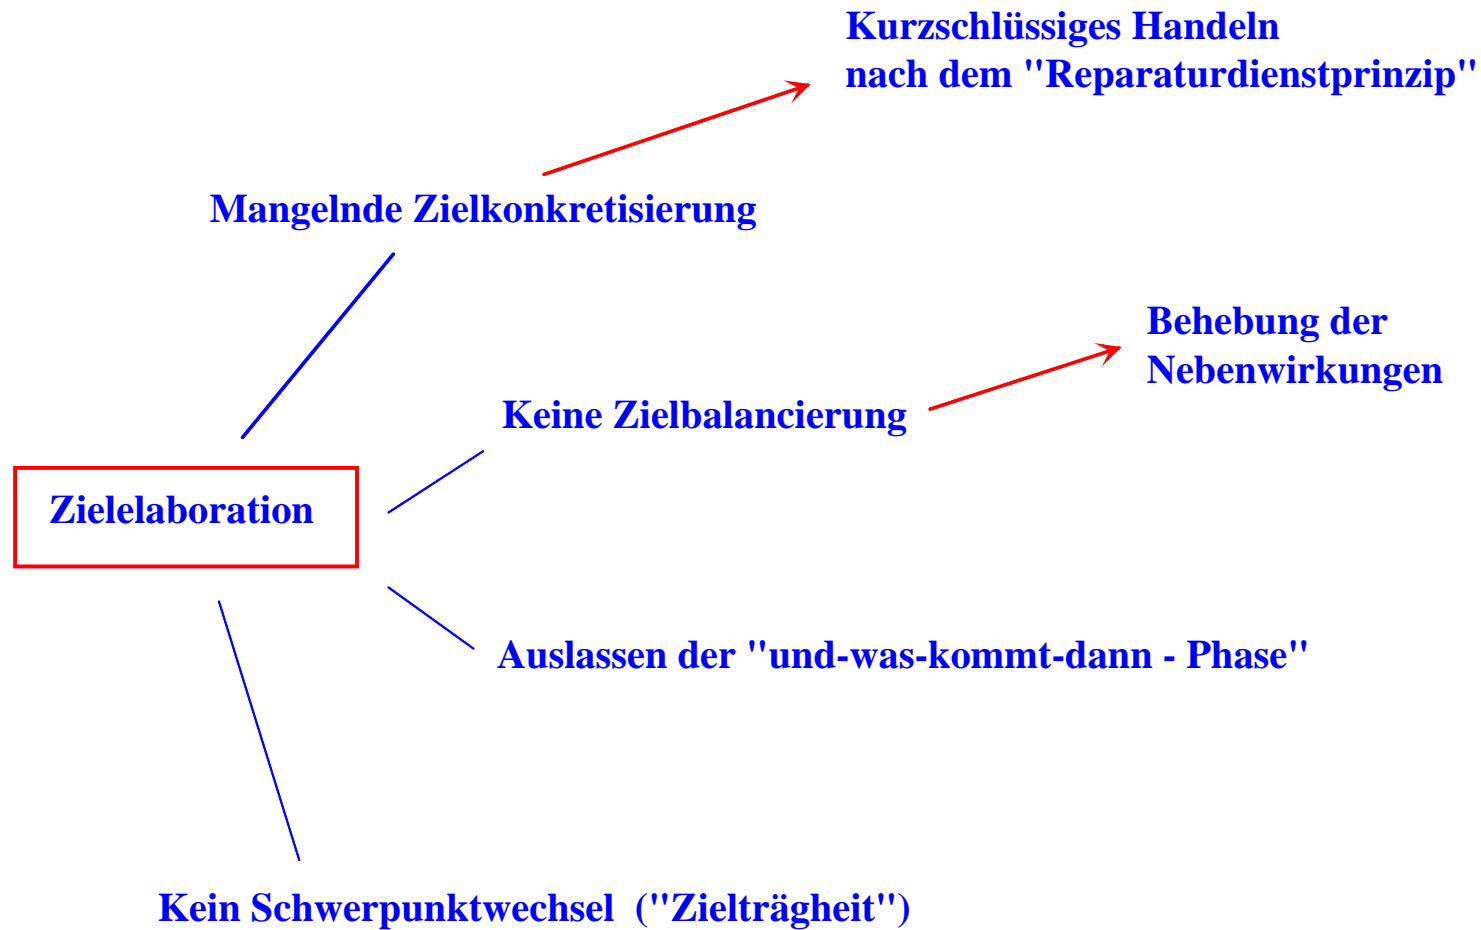 Kurzschlüssiges Handeln
nach dem "Reparaturdienstprinzip"
Mangelnde Zielkonkretisierung
Behebung der
Nebenwirkungen
Keine Zielbalancierung
Zielelaboration
Auslassen der "und-was-kommt-dann - Phase"
Kein Schwerpunktwechsel  ("Zielträgheit")